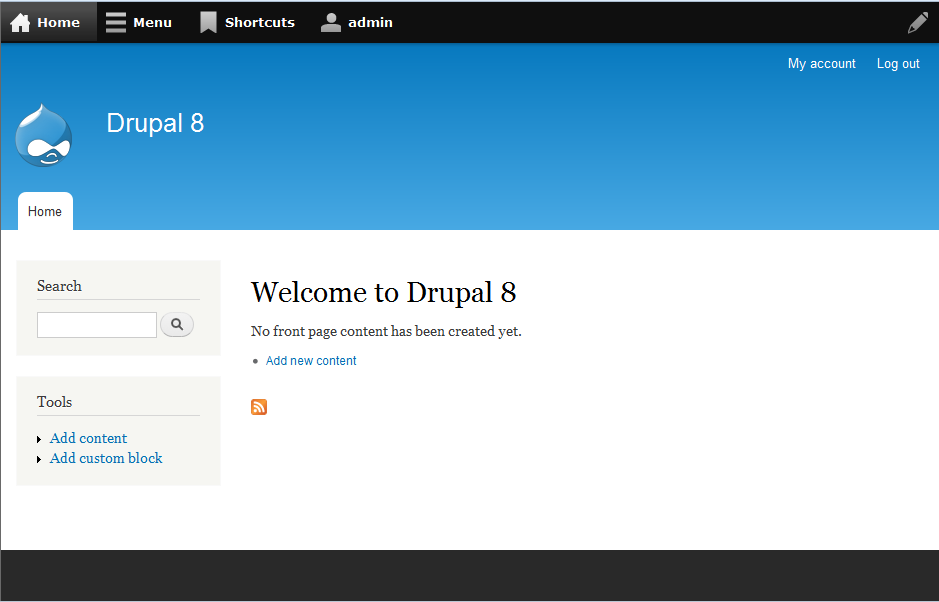 Home Menu Shortcuts admin
My account Log out
Drupal 8
Home
Search
Welcome to Drupal 8
No front page content has been created yet.
Add new content
Tools
Add content
Add custom block